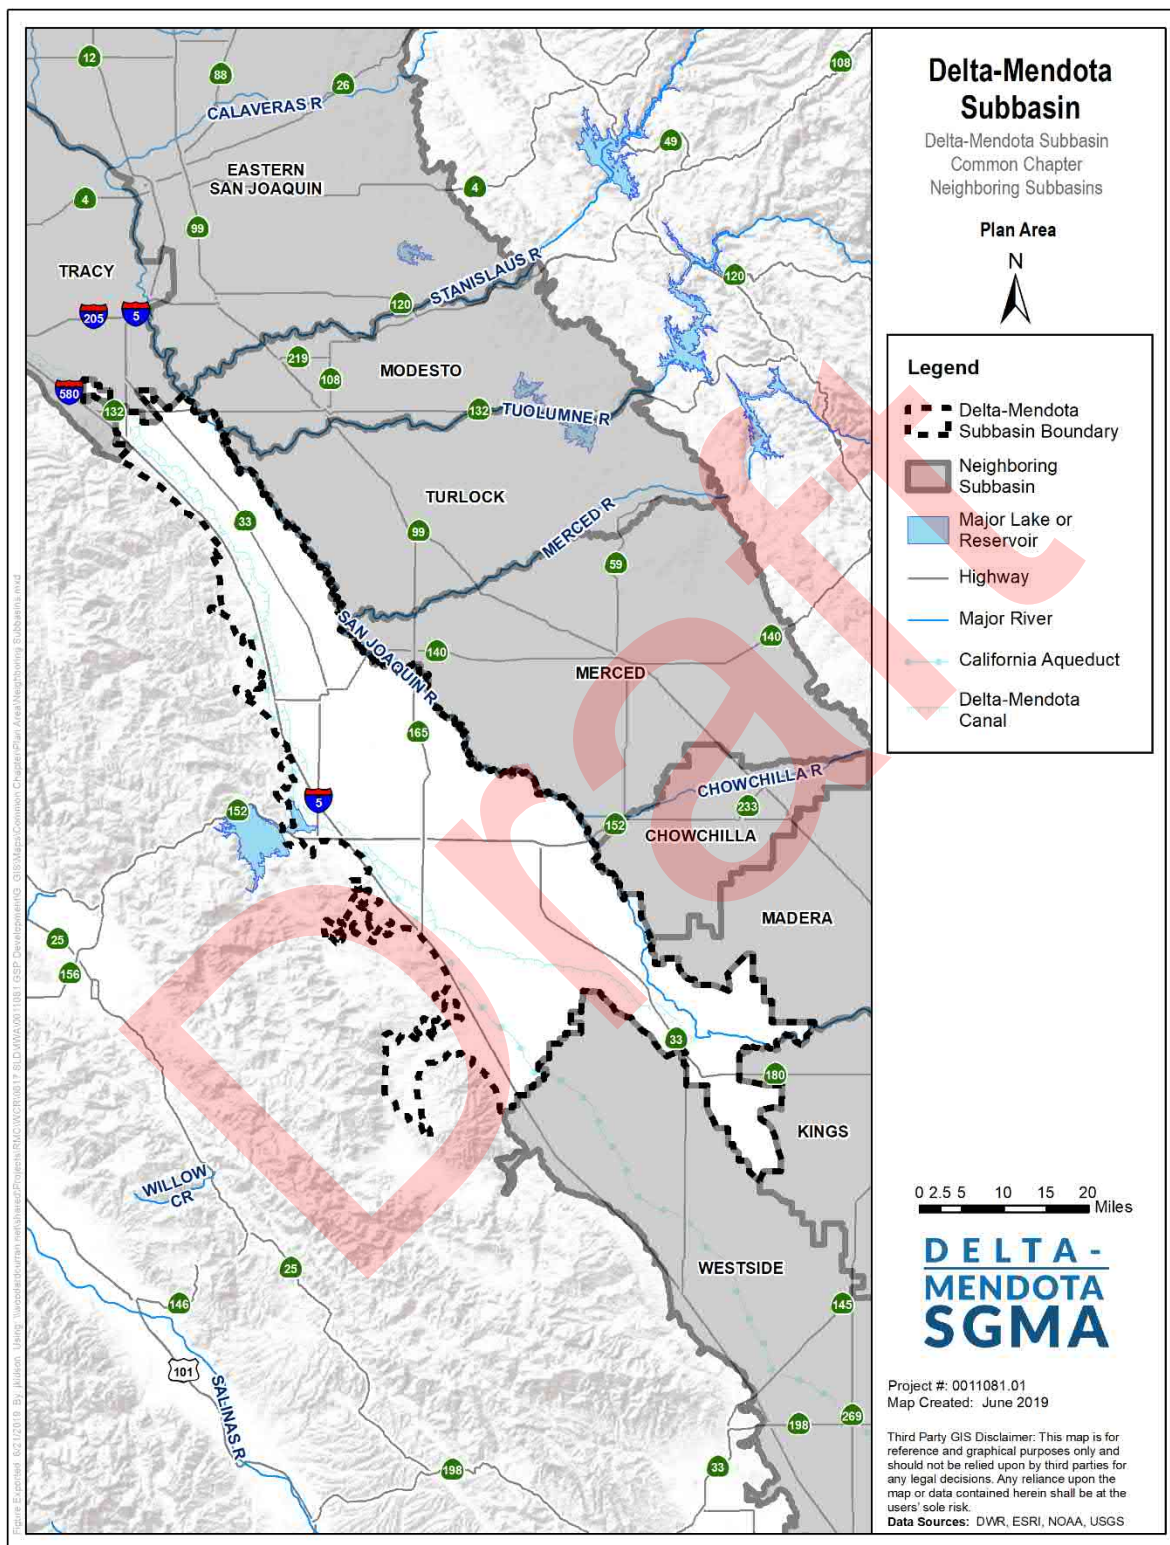 Delta-Mendota
Subbasin
Delta-Mendota Subbasin
Common Chapter
Neighboring Subbasins
Plan Area
N
Legend
Delta-Mendota
Subbasin Boundary
Neighboring
Subbasin
Major Lake or
Reservoir
Highway
Major River
California Aqueduct
Delta-Mendota
Canal
0 2.5 5 10 15 20
Miles
DELTA-
MENDOTA
SGMA
Project #: 0011081.01
Map Created: June 2019
Third Party GIS Disclaimer: This map is for
reference and graphical purposes only and
should not be relied upon by third parties for
any legal decisions. Any reliance upon the
map or data contained herein shall be at the
users' sole risk.
Data Sources: DWR, ESRI, NOAA, USGS
12
88
26
108
CALAVERAS R
49
EASTERN
SAN JOAQUIN
4
4
99
TRACY
STANISLAUS R
120
120
205
5
219
MODESTO
108
580
132
132
TUOLUMNE R
TURLOCK
33
99
MERCED R
59
SAN JOAQUIN R
140
140
MERCED
165
CHOWCHILLA R
5
152
233
152
CHOWCHILLA
MADERA
25
156
33
180
KINGS
WILLOW
CR
25
WESTSIDE
146
145
101
SALINAS R
269
198
33
198
Draft